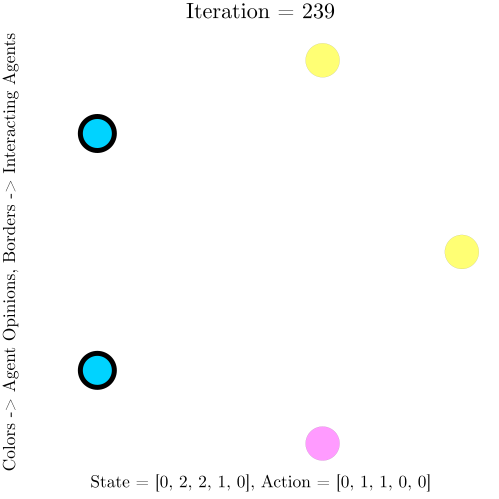 Iteration = 239
Colors -> Agent Opinions, Borders -> Interacting Agents
State = [0, 2, 2, 1, 0], Action = [0, 1, 1, 0, 0]